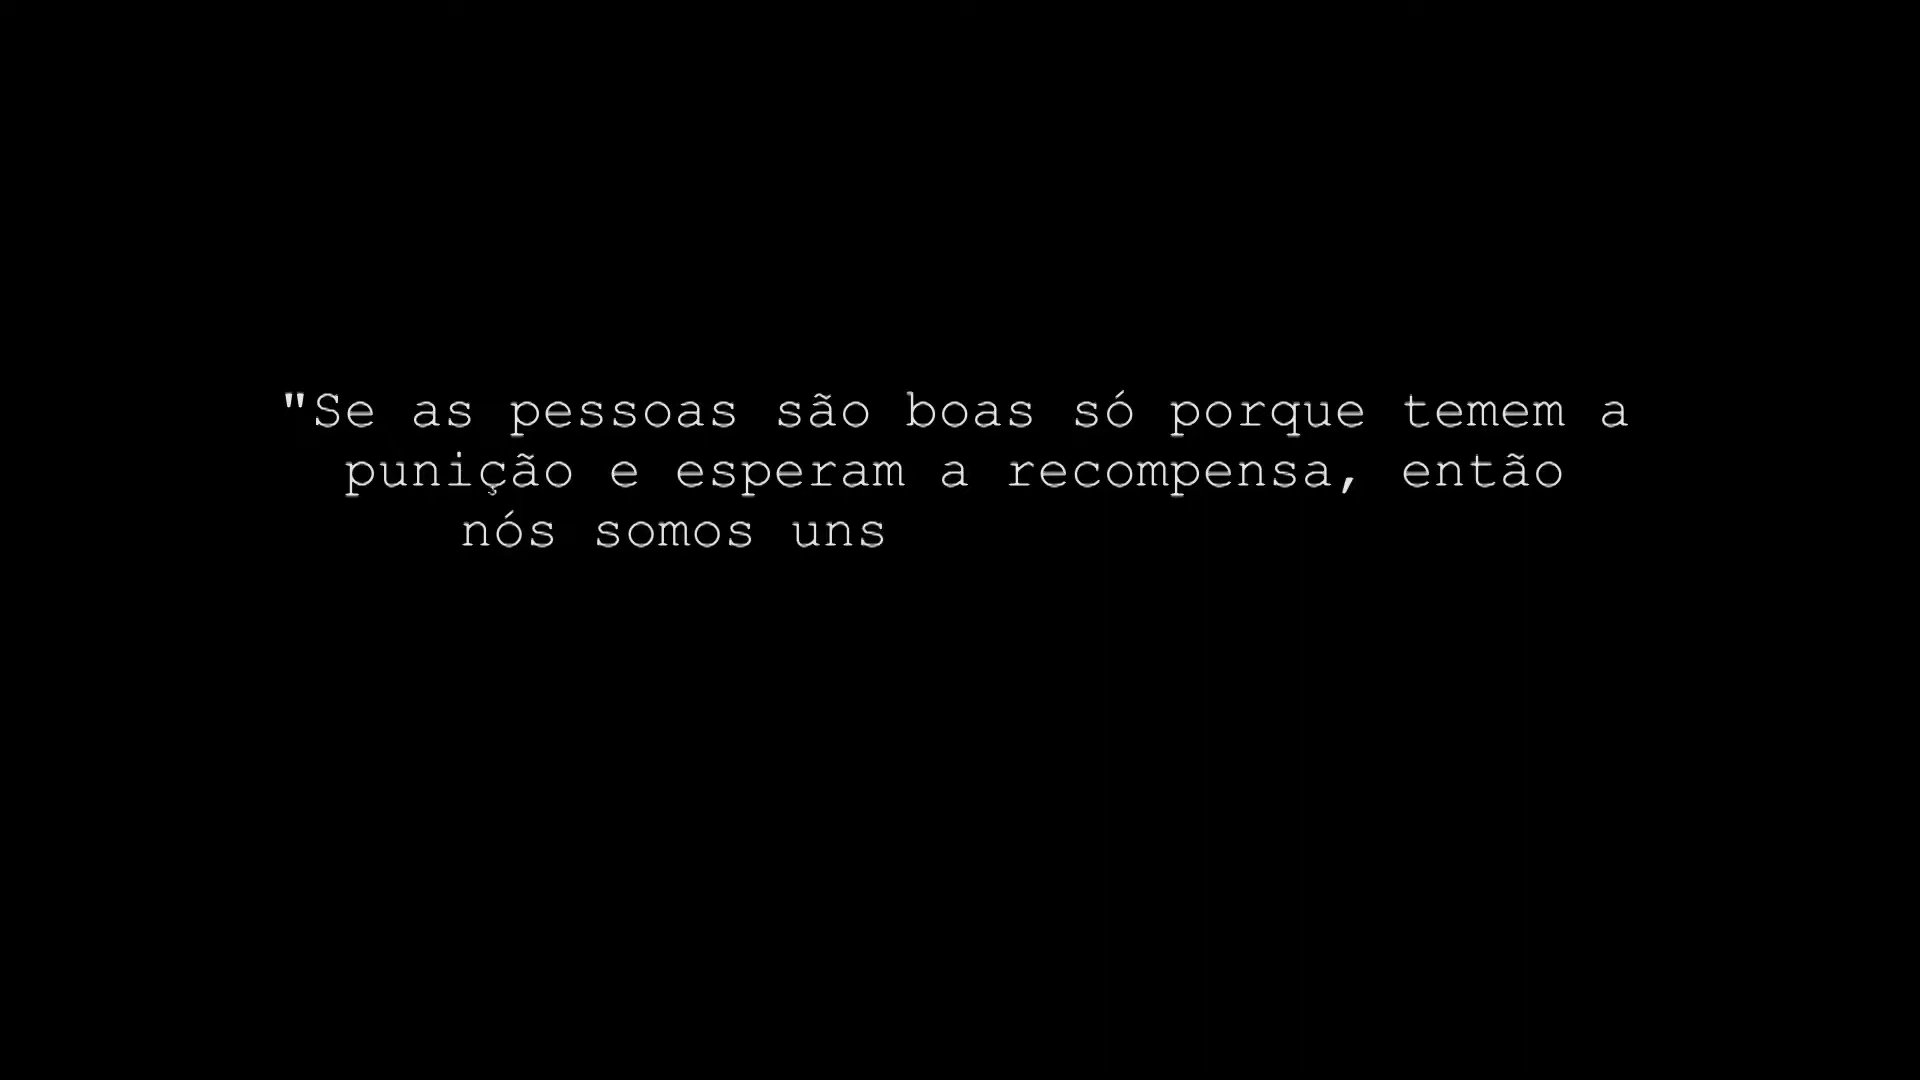 "Se as pessoas são boas só porque temem a
punição e esperam a recompensa, então
nós somos uns